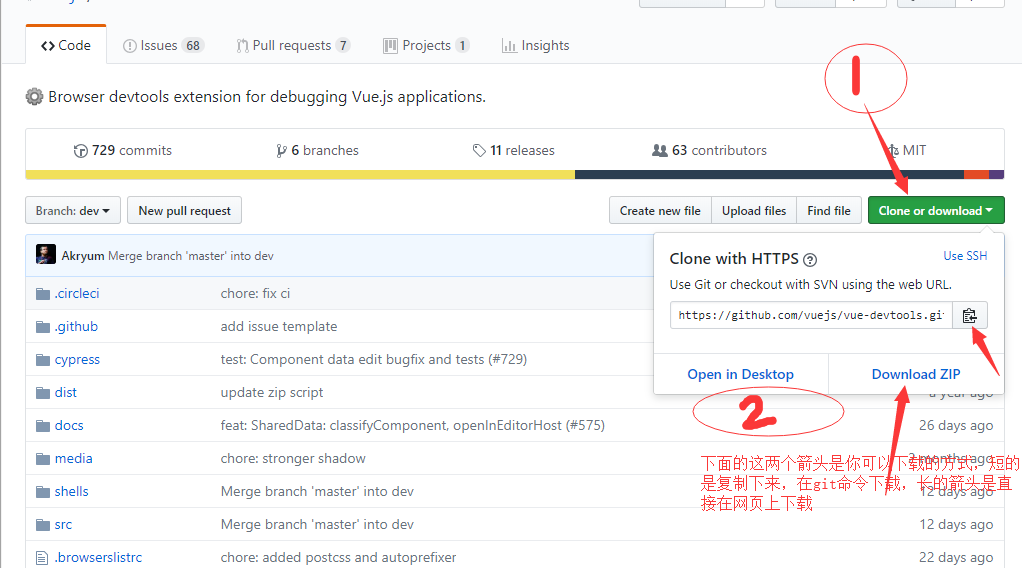 Code Issues 68 Pull requests 7 Projects 1 Insights
1
Browser devtools extension for debugging Vue.js applications.
729 commits 6 branches 11 releases 63 contributors MIT
Branch: dev New pull request Create new file Upload files Find file Clone or download
Akryum Merge branch 'master' into dev
Clone with HTTPS ? Use SSH
Use Git or checkout with SVN using the web URL.
https://github.com/vuejs/vue-devtools.git
Open in Desktop Download ZIP
.circleci chore: fix ci
.github add issue template
cypress test: Component data edit bugfix and tests (#729)
dist update zip script a year ago
2
docs feat: SharedData: classifyComponent, openInEditorHost (#575) 26 days ago
media chore: stronger shadow 2 months ago
shells Merge branch 'master' into dev 12 days ago
src Merge branch 'master' into dev 12 days ago
.browserslistrc chore: added postcss and autoprefixer 22 days ago
下面的这两个箭头是你可以下载的方式，短的
是复制下来，在git命令下载，长的箭头是直
接在网页上下载